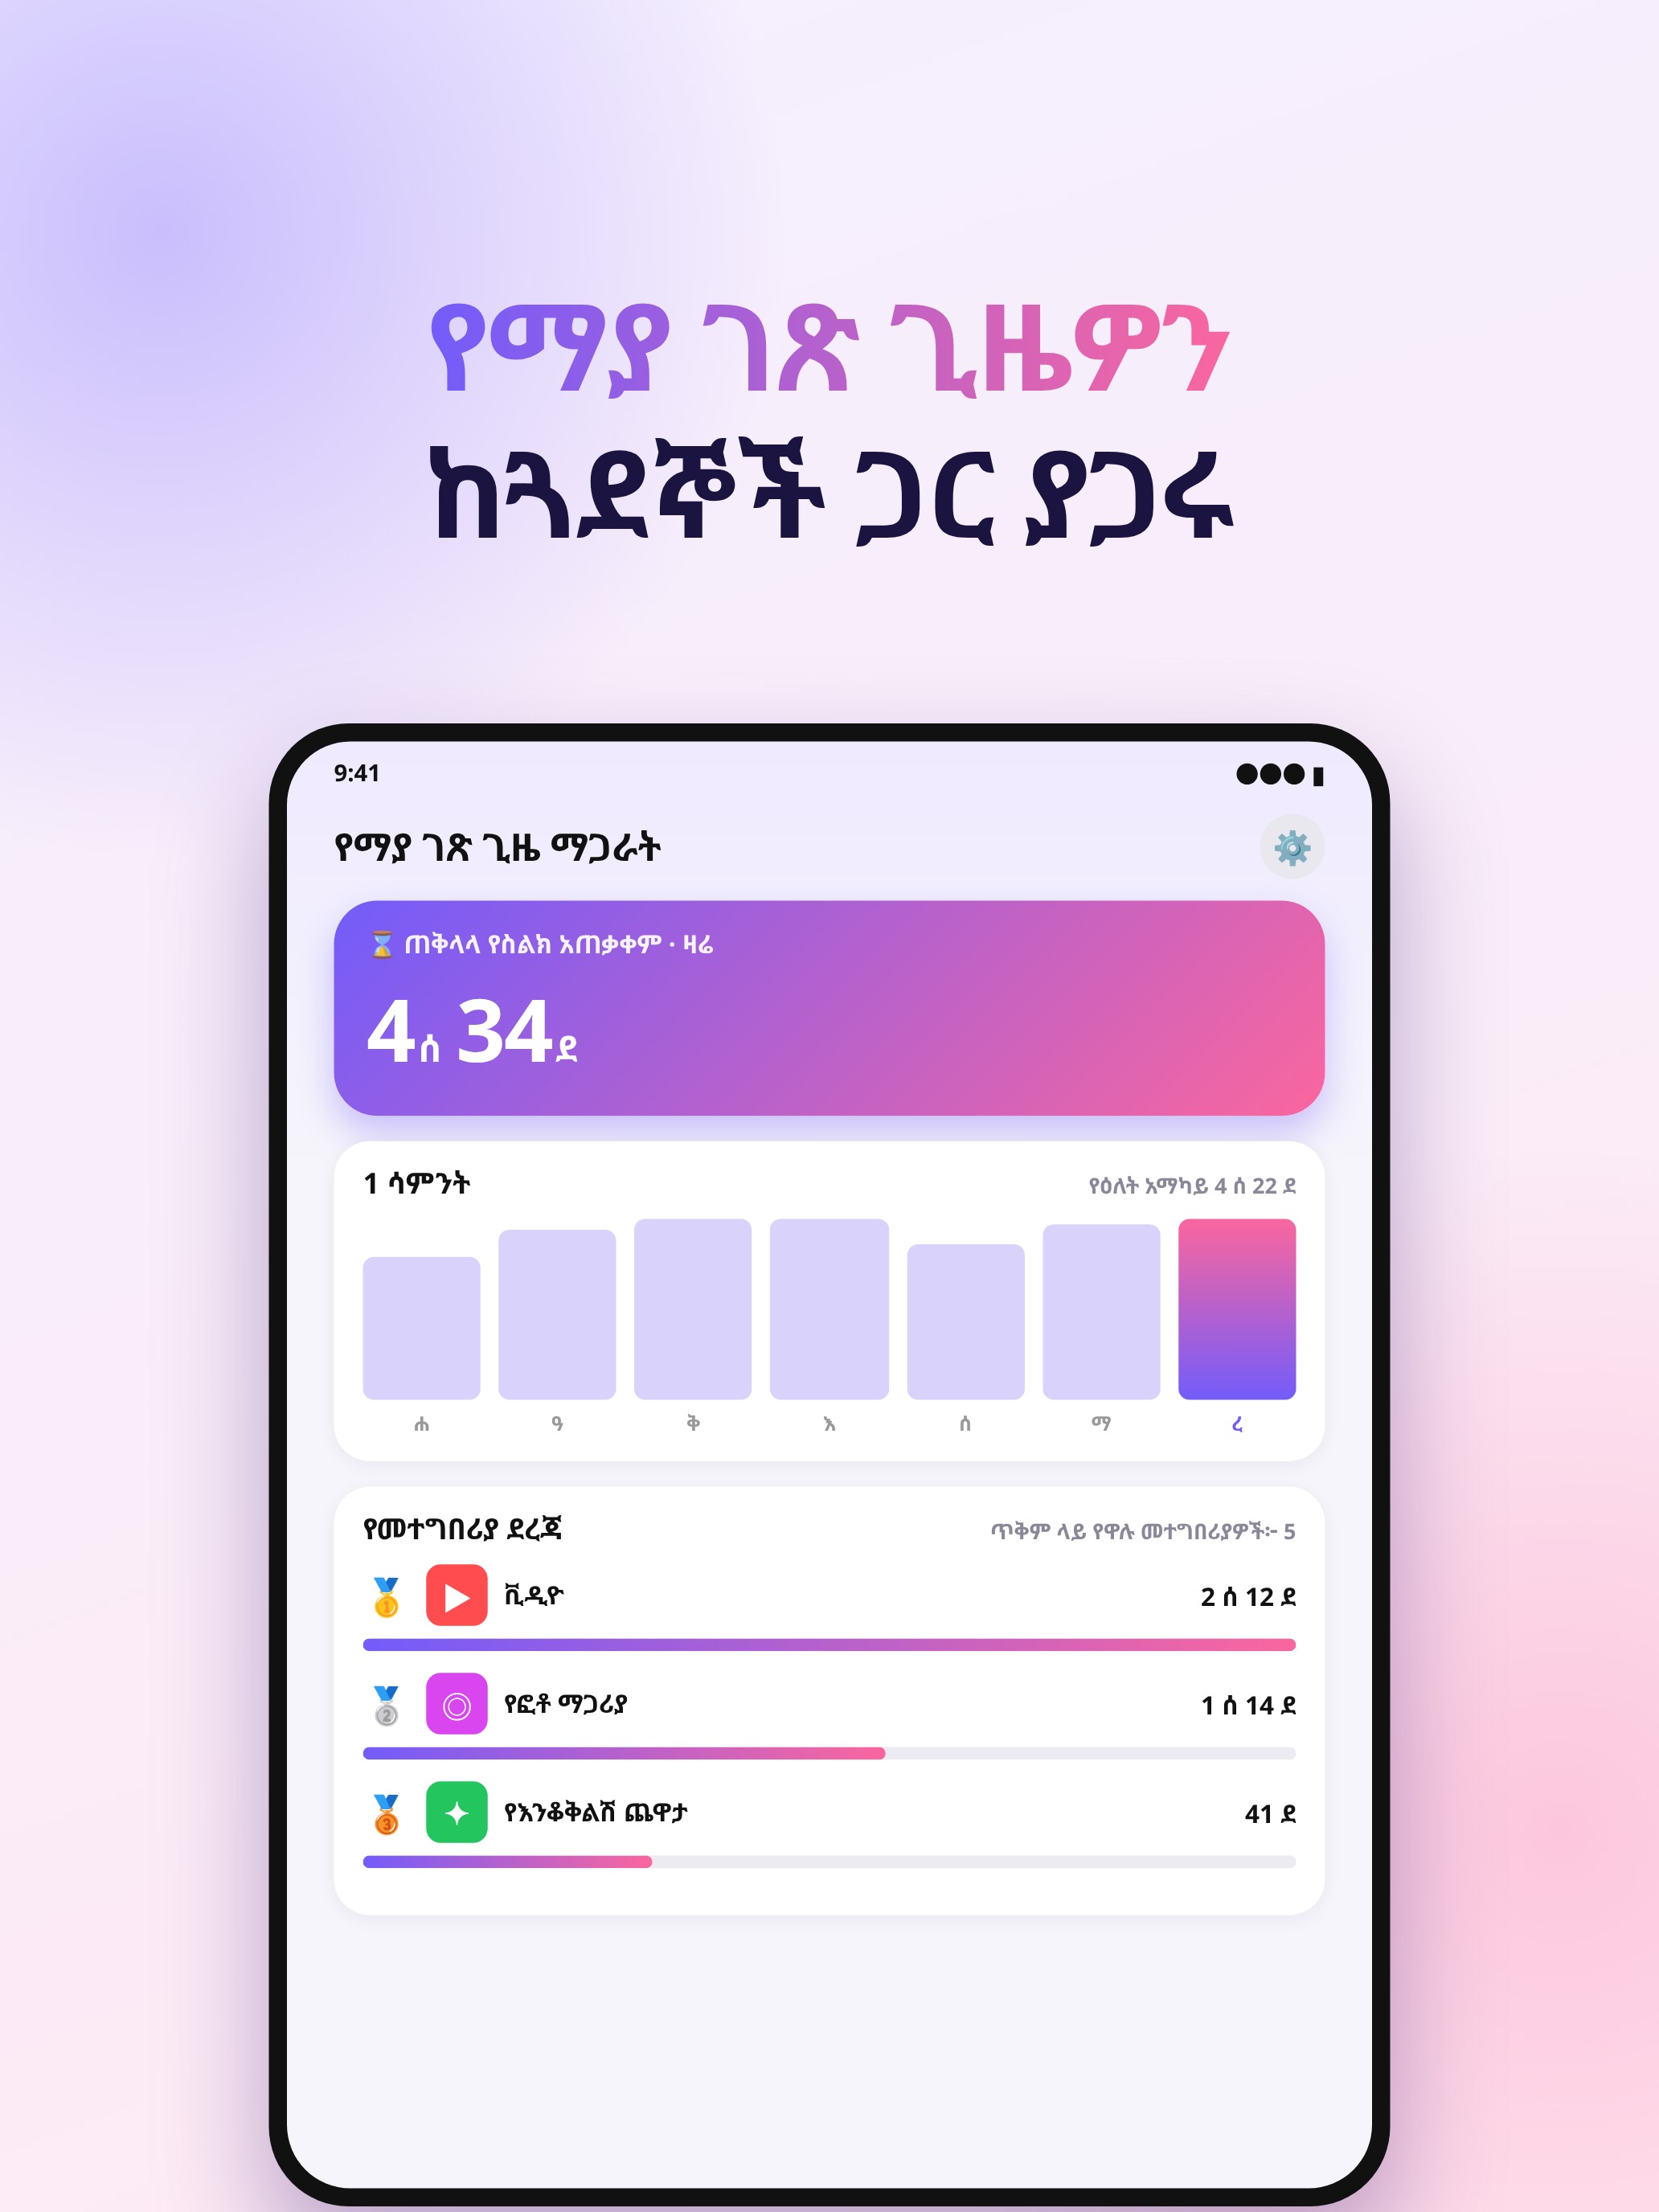 የማያ ገጽ ጊዜዎን
ከጓደኞች ጋር ያጋሩ
9:41
የማያ ገጽ ጊዜ ማጋራት
ጠቅላላ የስልክ አጠቃቀም · ዛሬ
4ሰ 34ደ
1 ሳምንት
የዕለት አማካይ 4 ሰ 22 ደ
ሐ ዓ ቅ እ ሰ ማ ረ
የመተግበሪያ ደረጃ
ጥቅም ላይ የዋሉ መተግበሪያዎች፦ 5
ቪዲዮ
2 ሰ 12 ደ
የፎቶ ማጋሪያ
1 ሰ 14 ደ
የእንቆቅልሽ ጨዋታ
41 ደ